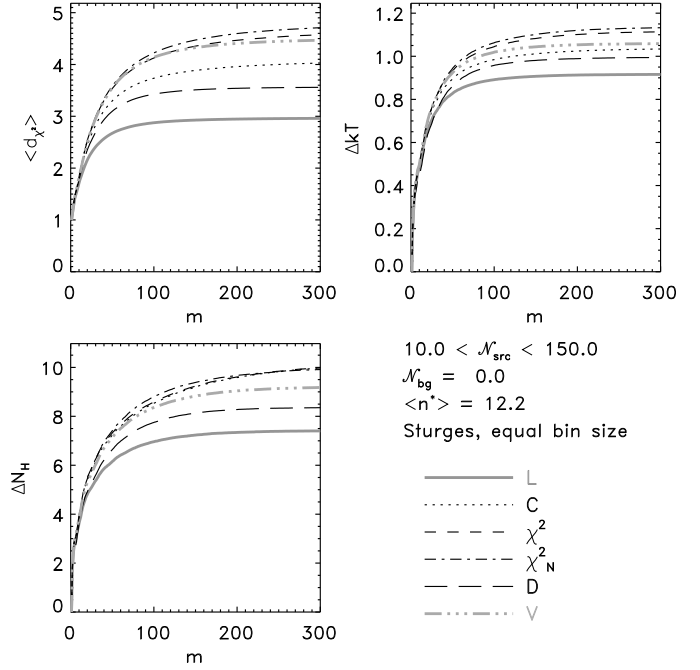 5
4
3
2
1
0
<d_χ²>
0 100 200 300
m
1.2
1.0
0.8
0.6
0.4
0.2
0.0
ΔkT
0 100 200 300
m
10
8
6
4
2
0
ΔN_H
0 100 200 300
m
10.0 < 𝒩_src < 150.0
𝒩_bg = 0.0
<n*> = 12.2
Sturges, equal bin size
L
C
χ²
χ²_N
D
V